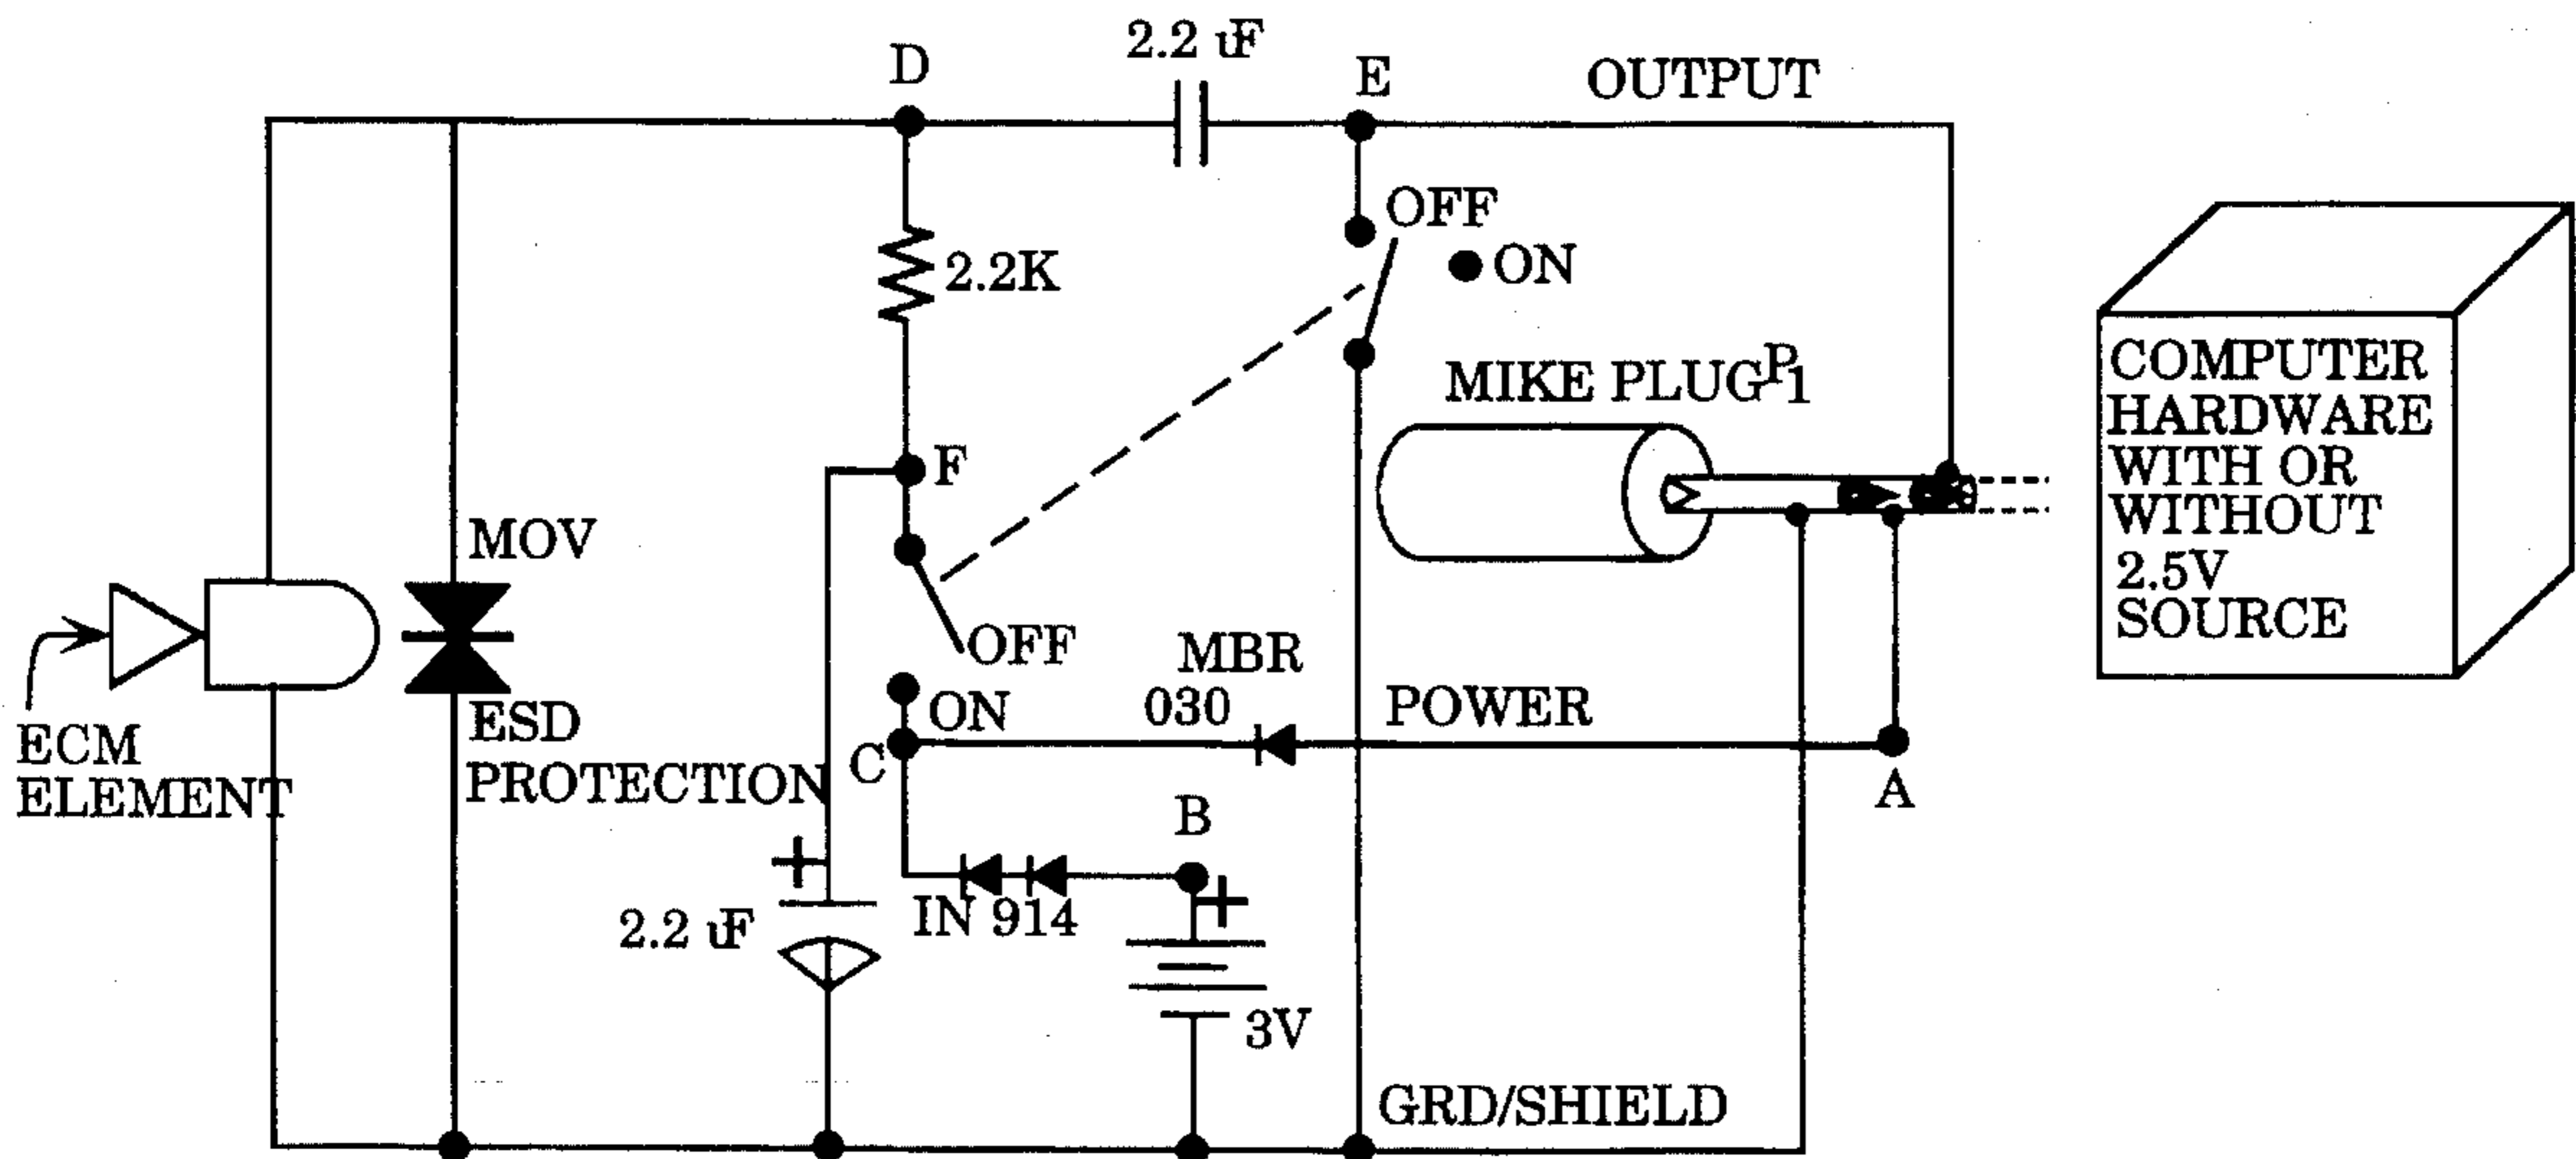 2.2 uF
D
E
OUTPUT
OFF
ON
2.2K
MIKE PLUG P1
COMPUTER
HARDWARE
WITH OR
WITHOUT
2.5V
SOURCE
F
MOV
OFF
MBR
030
POWER
ON
ESD
PROTECTION
ECM
ELEMENT
C
A
B
+
+
2.2 uF
IN 914
3V
GRD/SHIELD